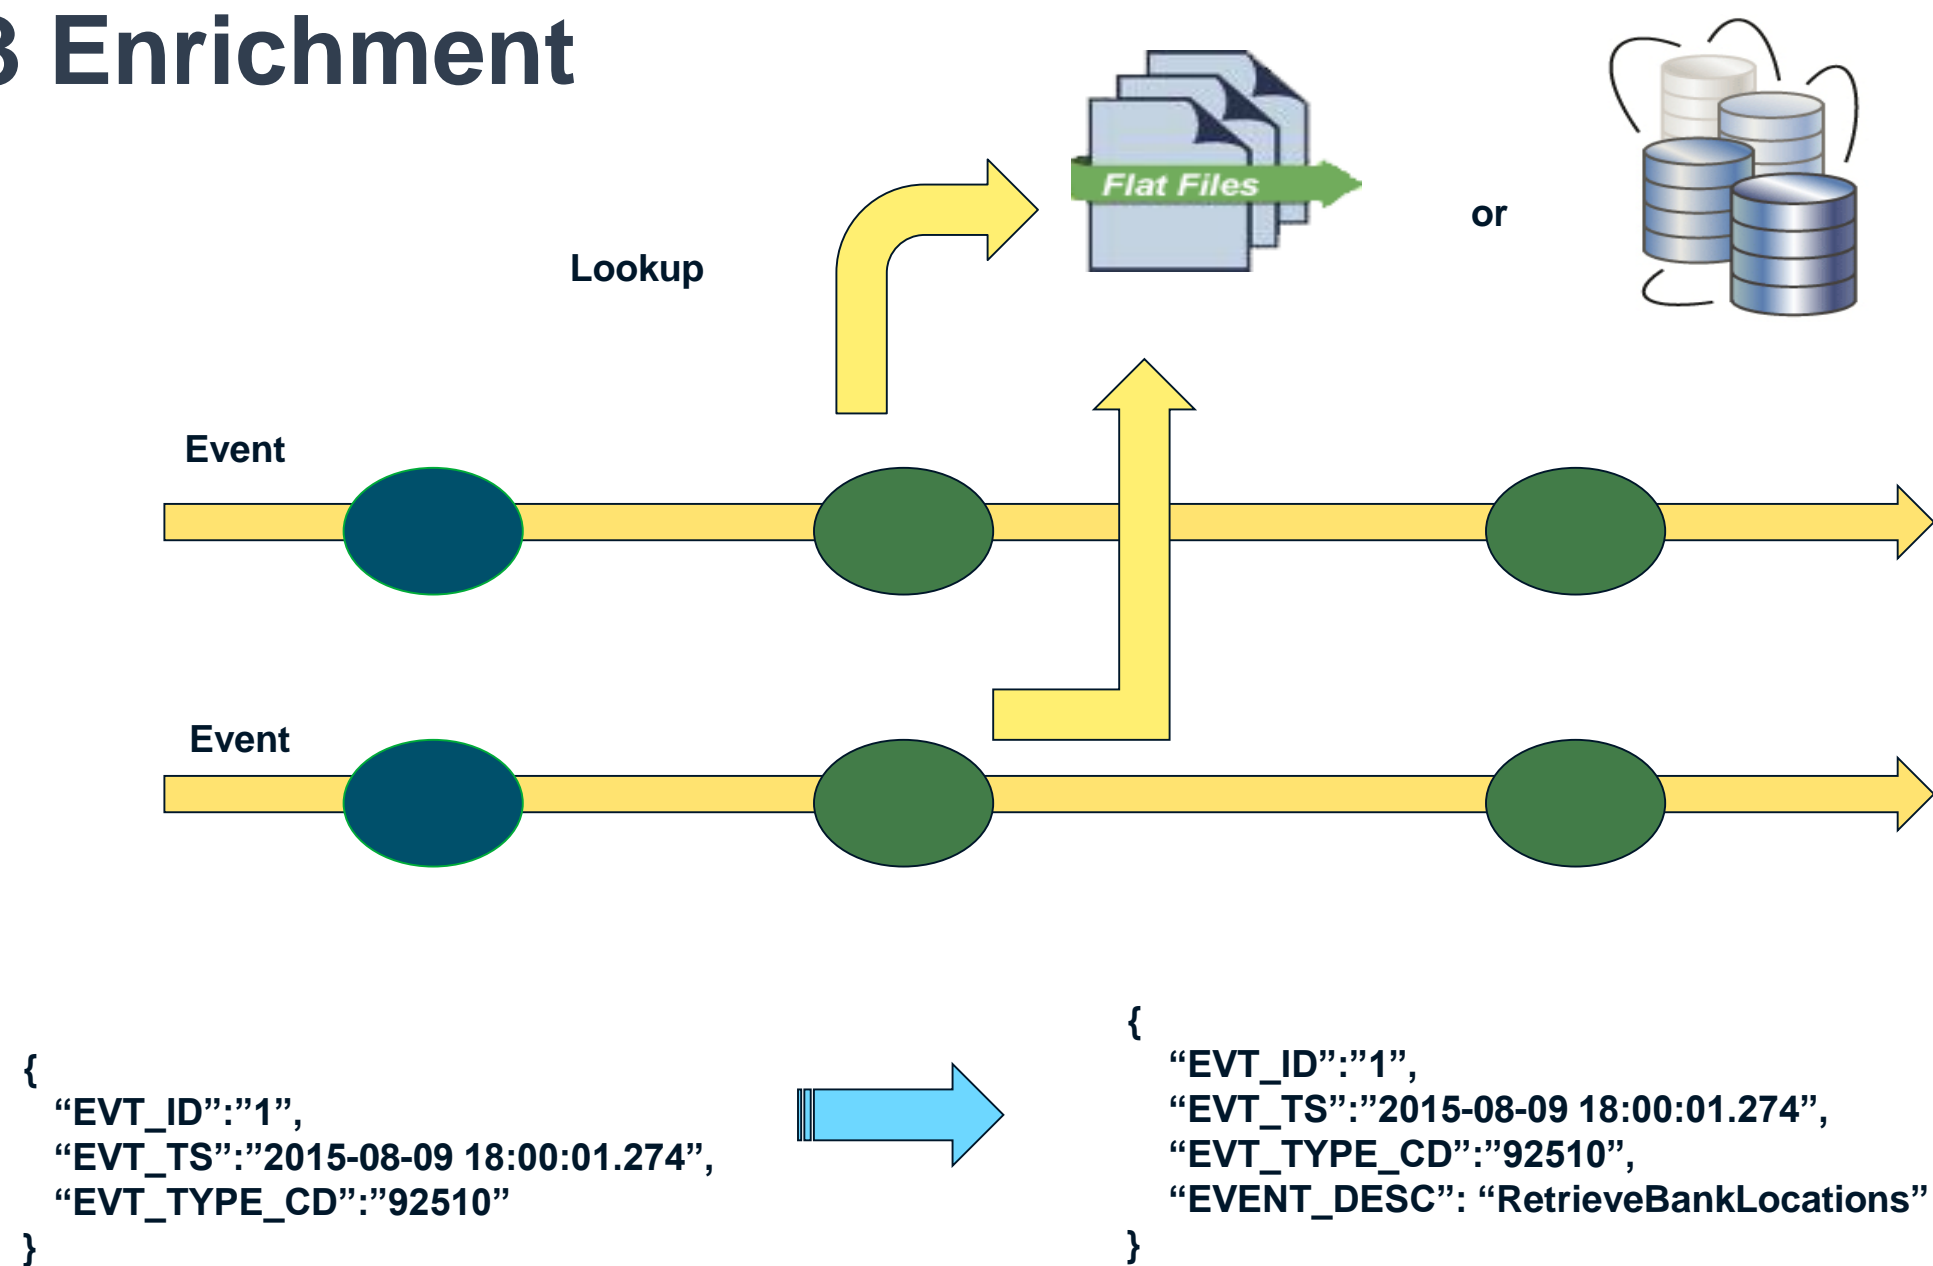 3 Enrichment
Flat Files
or
Lookup
Event
Event
{
“EVT_ID”:”1”,
“EVT_TS”:”2015-08-09 18:00:01.274”,
“EVT_TYPE_CD”:”92510”
}
{
“EVT_ID”:”1”,
“EVT_TS”:”2015-08-09 18:00:01.274”,
“EVT_TYPE_CD”:”92510”,
“EVENT_DESC”: “RetrieveBankLocations”
}